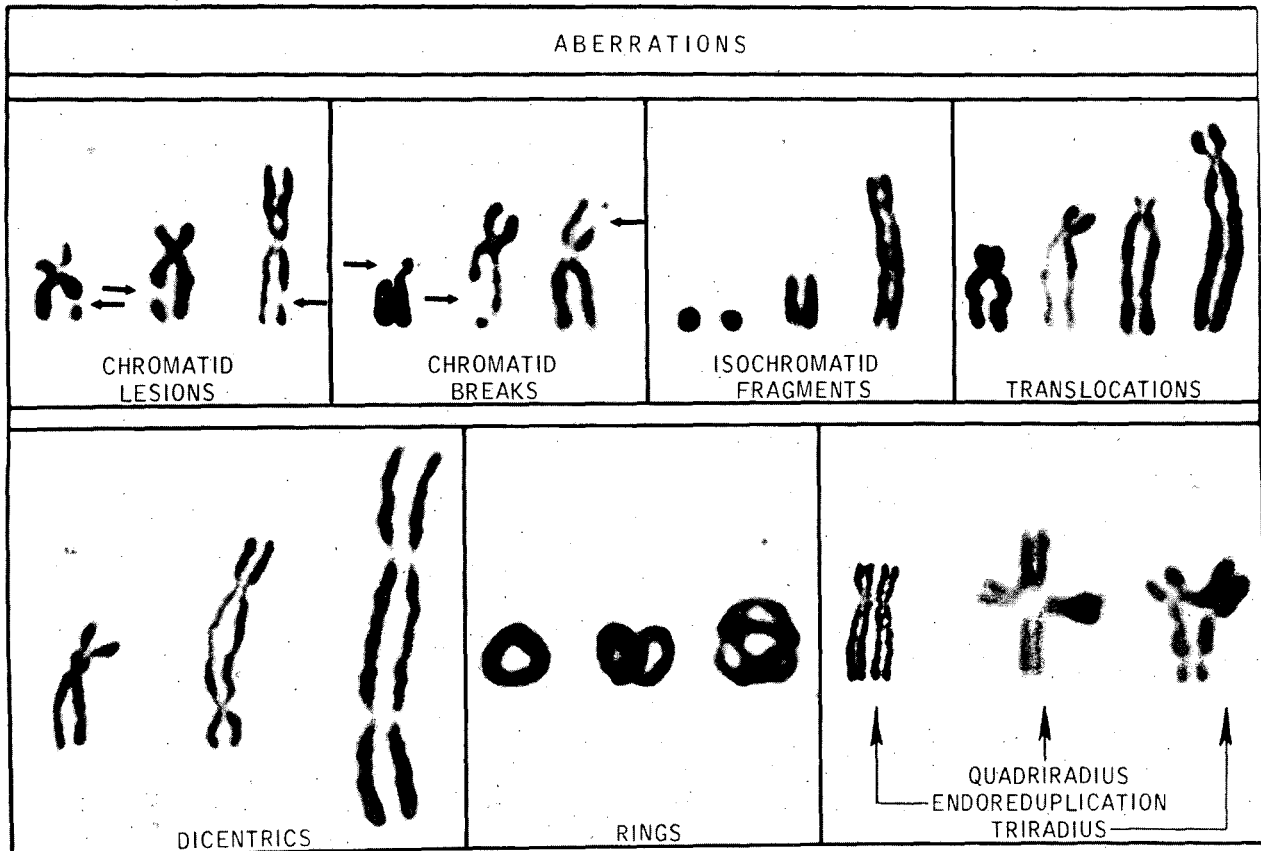 ABERRATIONS
CHROMATID
LESIONS
CHROMATID
BREAKS
ISOCHROMATID
FRAGMENTS
TRANSLOCATIONS
DICENTRICS
RINGS
QUADRIRADIUS
ENDOREDUPLICATION
TRIRADIUS